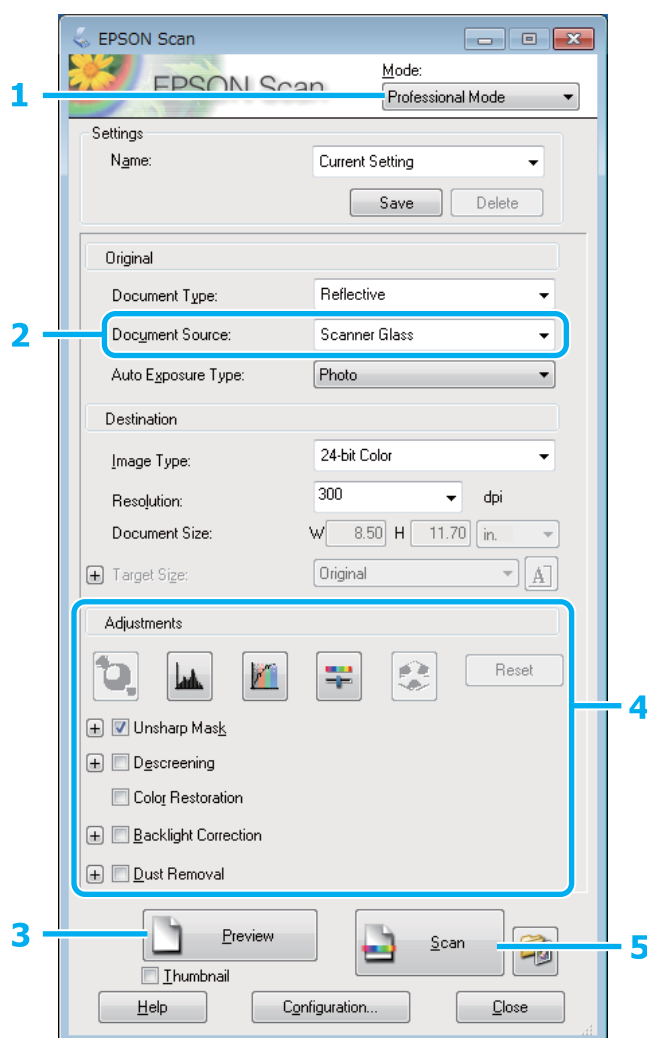 EPSON Scan
EPSON Scan
Mode:
1
Professional Mode
Settings
Name:
Current Setting
Save
Delete
Original
Document Type:
Reflective
2
Document Source:
Scanner Glass
Auto Exposure Type:
Photo
Destination
Image Type:
24-bit Color
Resolution:
300
dpi
Document Size:
W 8.50 H 11.70 in.
Target Size:
Original
A
Adjustments
Reset
4
Unsharp Mask
Descreening
Color Restoration
Backlight Correction
Dust Removal
3
Preview
Scan
5
Thumbnail
Help
Configuration...
Close